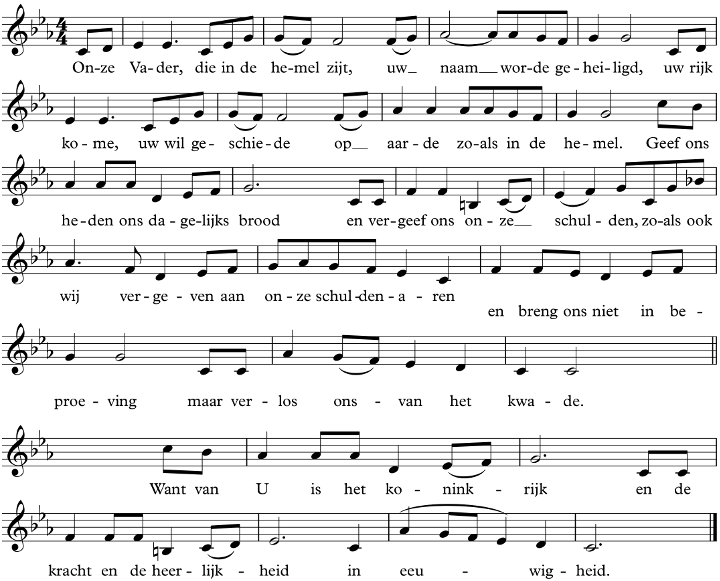 4 4
On-ze Va-der, die in de he-mel zijt, uw_ naam_ wor-de ge-hei-ligd, uw rijk
ko-me, uw wil ge-schie-de op_ aar-de zo-als in de he-mel. Geef ons
he-den ons da-ge-lijks brood en ver-geef ons on-ze_ schul-den, zo-als ook
wij ver-ge-ven aan on-ze schul-den-a-ren en breng ons niet in be-
proe-ving maar ver-los ons-van het kwa-de.
Want van U is het ko-nink-rijk en de
kracht en de heer-lijk-heid in eeu-wig-heid.